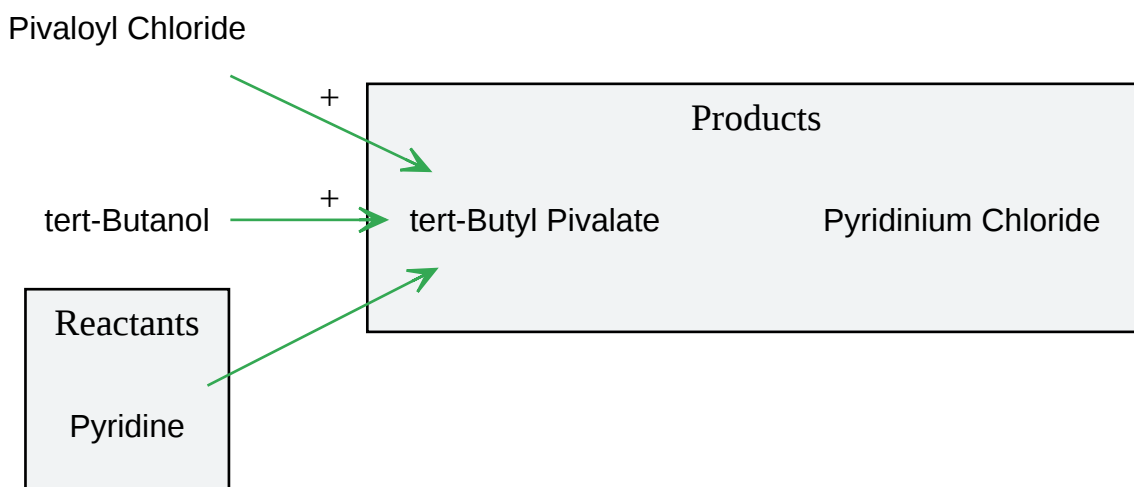 Pivaloyl Chloride
+
Products
+
tert-Butanol
tert-Butyl Pivalate
Pyridinium Chloride
Reactants
Pyridine